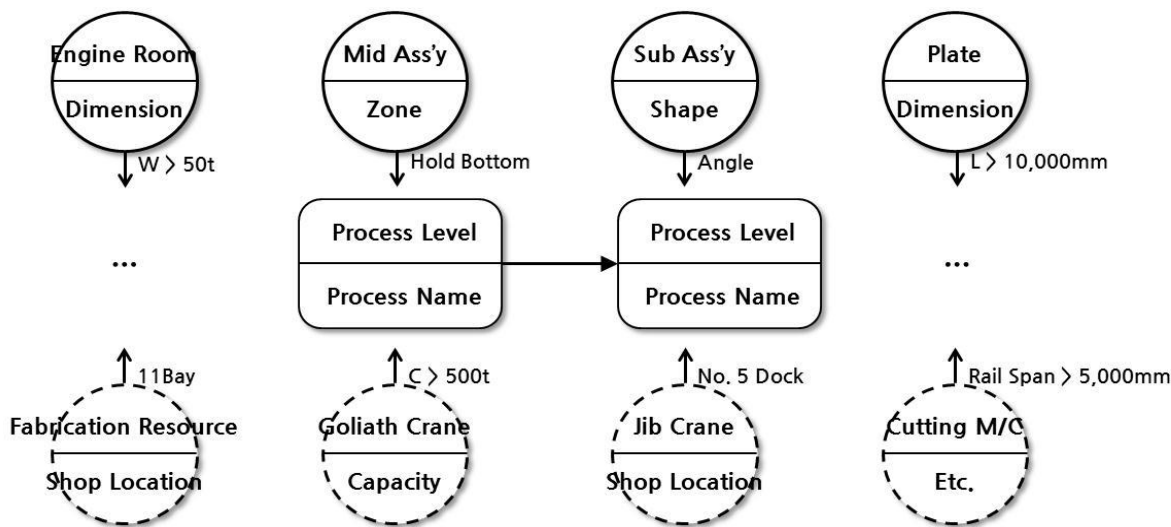 Engine Room
Dimension
Mid Ass'y
Zone
Sub Ass'y
Shape
Plate
Dimension
W > 50t
Hold Bottom
Angle
L > 10,000mm
...
Process Level
Process Name
Process Level
Process Name
...
11Bay
C > 500t
No. 5 Dock
Rail Span > 5,000mm
Fabrication Resource
Shop Location
Goliath Crane
Capacity
Jib Crane
Shop Location
Cutting M/C
Etc.